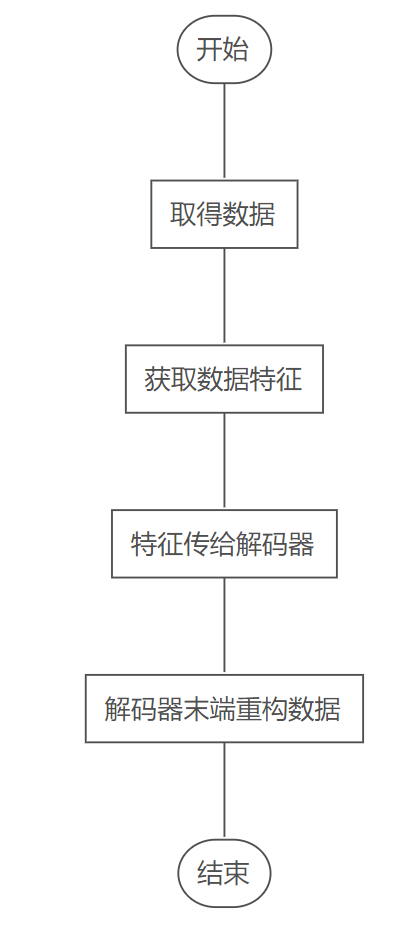 开始
取得数据
获取数据特征
特征传给解码器
解码器末端重构数据
结束